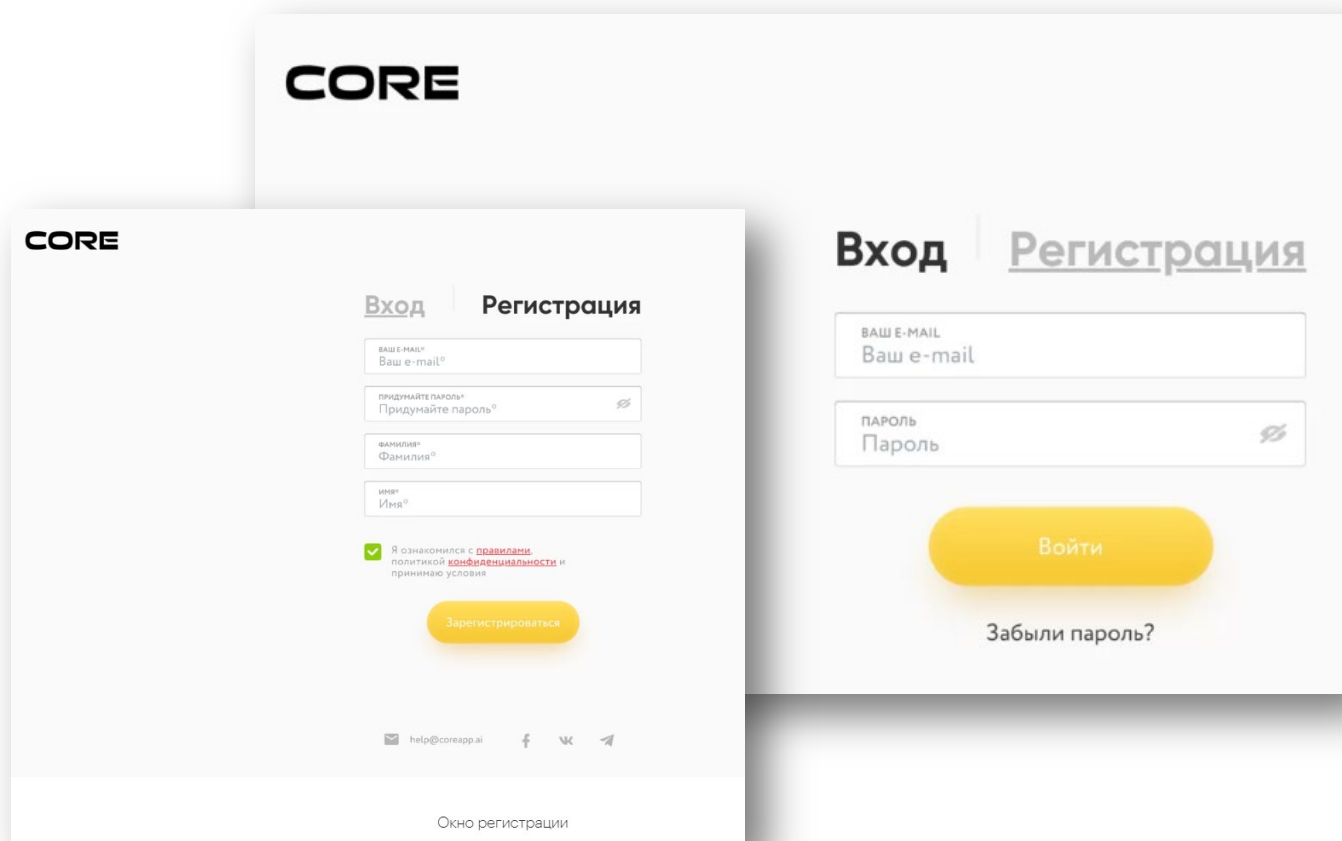 CORE
Вход
Регистрация
ВАШ E-MAIL
Ваш e-mail
ПАРОЛЬ
Пароль
Войти
Забыли пароль?
CORE
Вход
Регистрация
ВАШ E-MAIL*
Ваш e-mail*
ПРИДУМАЙТЕ ПАРОЛЬ*
Придумайте пароль*
ФАМИЛИЯ*
Фамилия*
ИМЯ*
Имя*
Я ознакомился с правилами,
политикой конфиденциальности и
принимаю условия
Зарегистрироваться
help@coreapp.ai
Окно регистрации